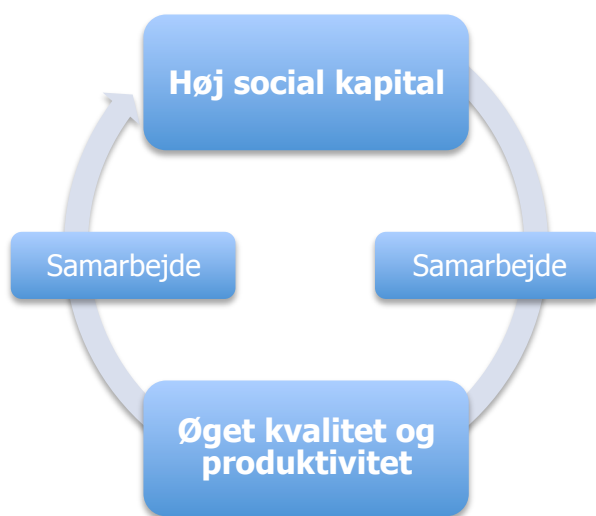 Høj social kapital
Samarbejde
Samarbejde
Øget kvalitet og
produktivitet